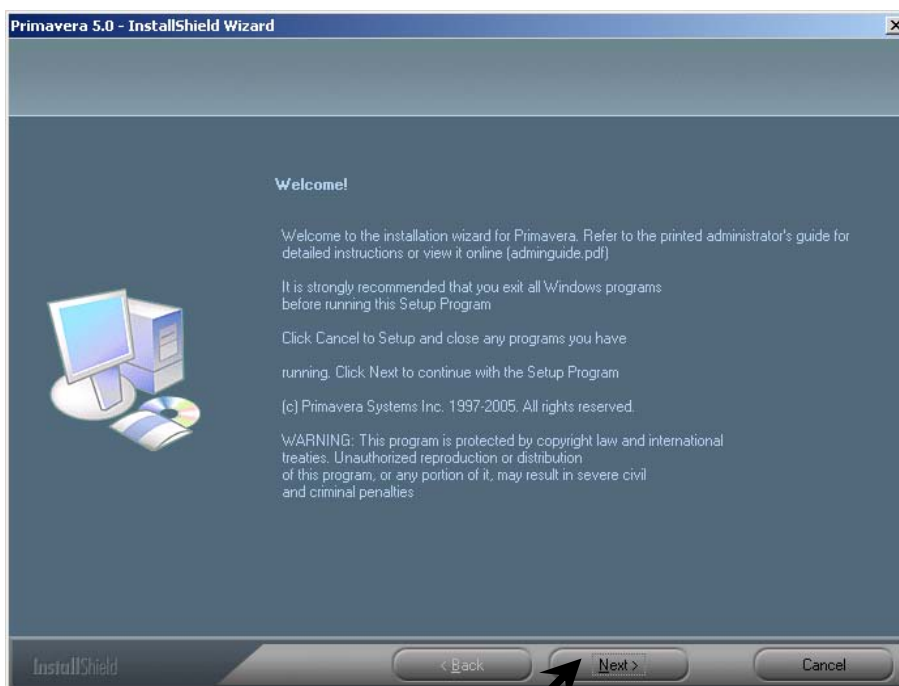 Primavera 5.0 - InstallShield Wizard
Welcome!
Welcome to the installation wizard for Primavera. Refer to the printed administrator's guide for
detailed instructions or view it online (adminguide.pdf)
It is strongly recommended that you exit all Windows programs
before running this Setup Program
Click Cancel to Setup and close any programs you have
running. Click Next to continue with the Setup Program
(c) Primavera Systems Inc. 1997-2005. All rights reserved.
WARNING: This program is protected by copyright law and international
treaties. Unauthorized reproduction or distribution
of this program, or any portion of it, may result in severe civil
and criminal penalties
InstallShield
< Back
Next >
Cancel